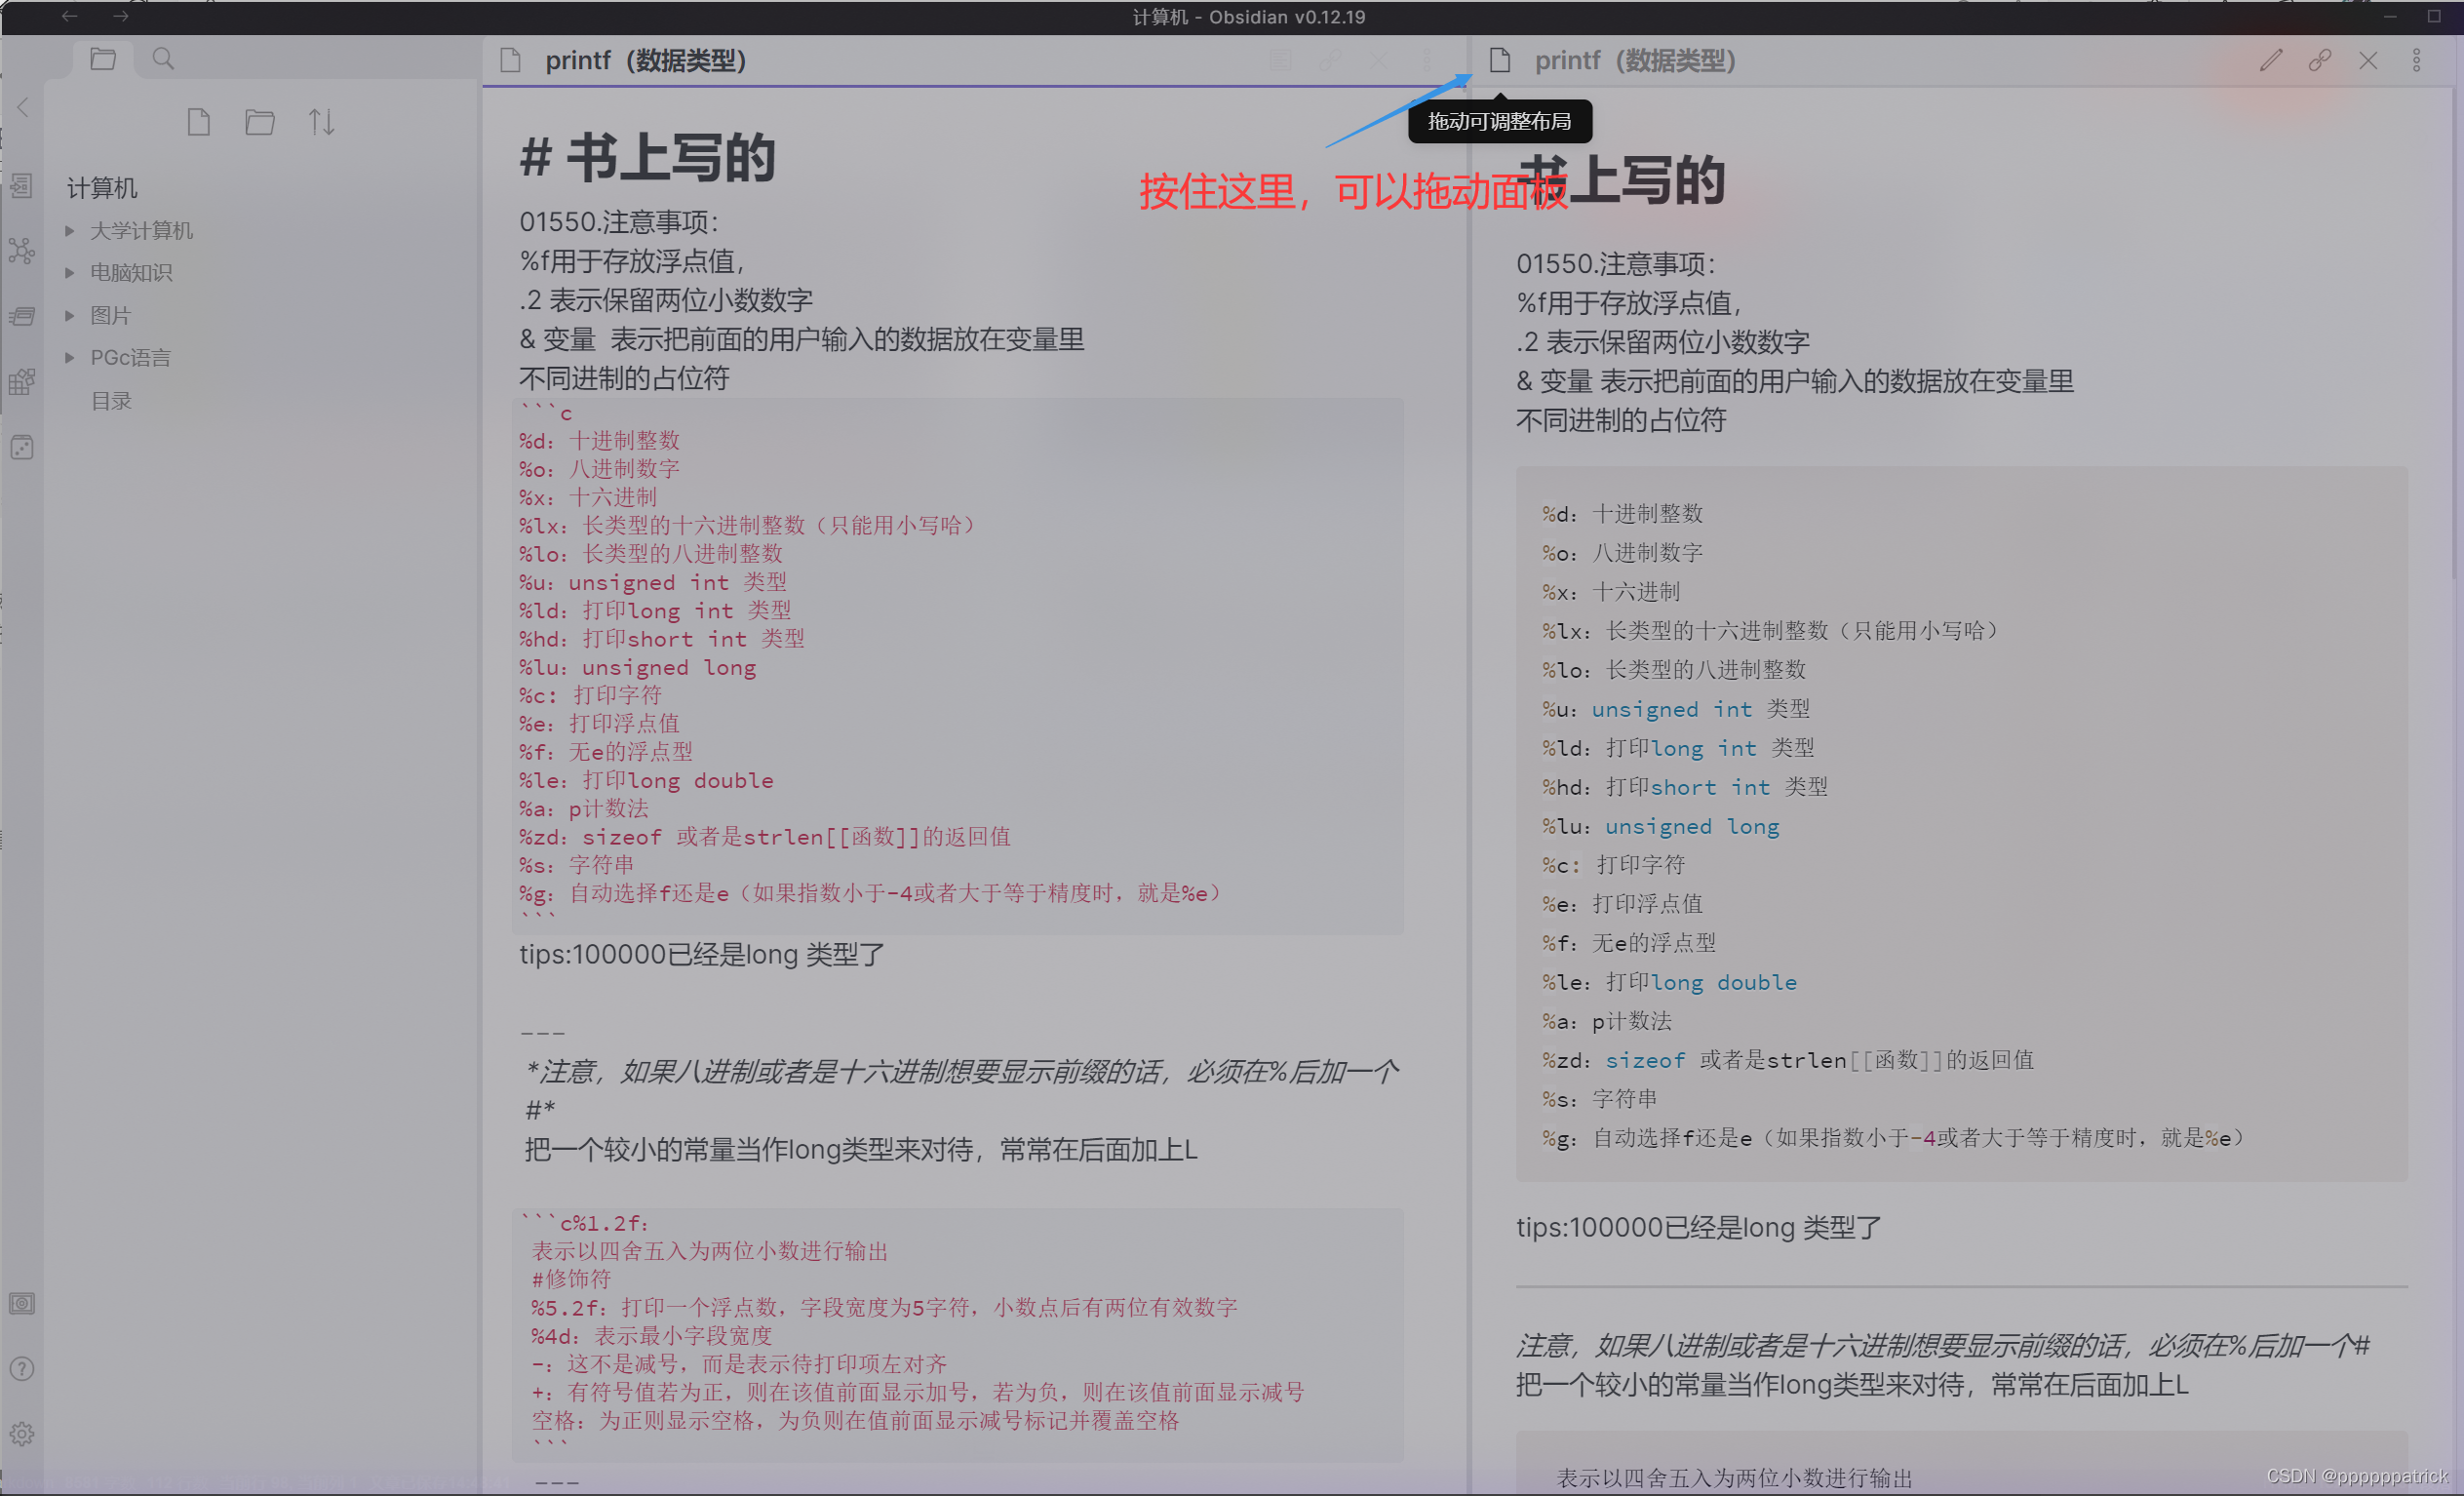 计算机 - Obsidian v0.12.19
计算机
大学计算机
电脑知识
图片
PGc语言
目录
printf（数据类型）
# 书上写的
01550.注意事项：
%f用于存放浮点值，
.2 表示保留两位小数数字
& 变量  表示把前面的用户输入的数据放在变量里
不同进制的占位符
```c
%d：十进制整数
%o：八进制数字
%x：十六进制
%lx：长类型的十六进制整数（只能用小写哈）
%lo：长类型的八进制整数
%u：unsigned int 类型
%ld：打印long int 类型
%hd：打印short int 类型
%lu：unsigned long
%c: 打印字符
%e：打印浮点值
%f：无e的浮点型
%le：打印long double
%a：p计数法
%zd：sizeof 或者是strlen[[函数]]的返回值
%s：字符串
%g：自动选择f还是e（如果指数小于-4或者大于等于精度时，就是%e）
```
tips:100000已经是long 类型了
---
*注意，如果八进制或者是十六进制想要显示前缀的话，必须在%后加一个
#*
把一个较小的常量当作long类型来对待，常常在后面加上L
```c%1.2f：
表示以四舍五入为两位小数进行输出
#修饰符
%5.2f：打印一个浮点数，字段宽度为5字符，小数点后有两位有效数字
%4d：表示最小字段宽度
-：这不是减号，而是表示待打印项左对齐
+：有符号值若为正，则在该值前面显示加号，若为负，则在该值前面显示减号
空格：为正则显示空格，为负则在值前面显示减号标记并覆盖空格
```
---
printf（数据类型）
拖动可调整布局
按住这里，可以拖动面板
书上写的
01550.注意事项：
%f用于存放浮点值，
.2 表示保留两位小数数字
& 变量 表示把前面的用户输入的数据放在变量里
不同进制的占位符
%d：十进制整数
%o：八进制数字
%x：十六进制
%lx：长类型的十六进制整数（只能用小写哈）
%lo：长类型的八进制整数
%u：unsigned int 类型
%ld：打印long int 类型
%hd：打印short int 类型
%lu：unsigned long
%c: 打印字符
%e：打印浮点值
%f：无e的浮点型
%le：打印long double
%a：p计数法
%zd：sizeof 或者是strlen[[函数]]的返回值
%s：字符串
%g：自动选择f还是e（如果指数小于-4或者大于等于精度时，就是%e）
tips:100000已经是long 类型了
注意，如果八进制或者是十六进制想要显示前缀的话，必须在%后加一个#
把一个较小的常量当作long类型来对待，常常在后面加上L
表示以四舍五入为两位小数进行输出
CSDN @ppppppatrick